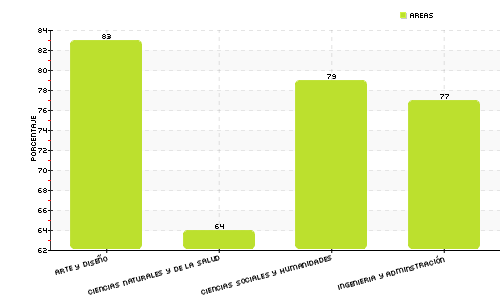 AREAS
PORCENTAJE
84
82
80
78
76
74
72
70
68
66
64
62
83
64
79
77
ARTE Y DISEÑO
CIENCIAS NATURALES Y DE LA SALUD
CIENCIAS SOCIALES Y HUMANIDADES
INGENIERIA Y ADMINSTRACIÓN